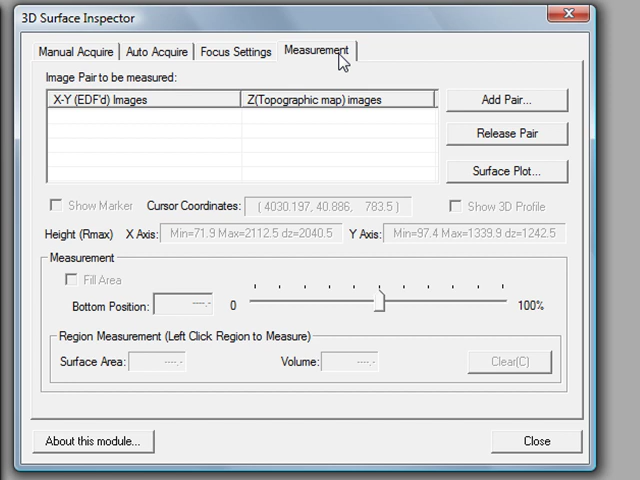 3D Surface Inspector
Manual Acquire Auto Acquire Focus Settings Measurement
Image Pair to be measured:
X-Y (EDF'd) Images Z(Topographic map) images
Add Pair...
Release Pair
Surface Plot...
Show Marker Cursor Coordinates: ( 4030.197, 40.886, 783.5 ) Show 3D Profile
Height (Rmax) X Axis: Min=71.9 Max=2112.5 dz=2040.5 Y Axis: Min=97.4 Max=1339.9 dz=1242.5
Measurement
Fill Area
Bottom Position: ----.- 0 100%
Region Measurement (Left Click Region to Measure)
Surface Area: ----.- Volume: ----.- Clear(C)
About this module... Close